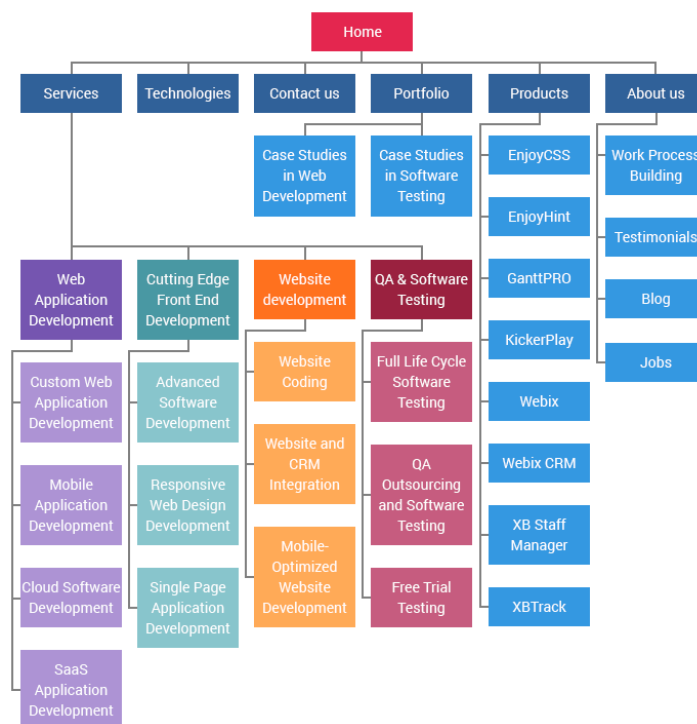 Home
Services
Technologies
Contact us
Portfolio
Products
About us
Case Studies
in Web
Development
Case Studies
in Software
Testing
EnjoyCSS
EnjoyHint
GanttPRO
KickerPlay
Webix
Webix CRM
XB Staff
Manager
XBTrack
Work Process
Building
Testimonials
Blog
Jobs
Web
Application
Development
Custom Web
Application
Development
Mobile
Application
Development
Cloud Software
Development
SaaS
Application
Development
Cutting Edge
Front End
Development
Advanced
Software
Development
Responsive
Web Design
Development
Single Page
Application
Development
Website
development
Website
Coding
Website and
CRM
Integration
Mobile-
Optimized
Website
Development
QA & Software
Testing
Full Life Cycle
Software
Testing
QA
Outsourcing
and Software
Testing
Free Trial
Testing